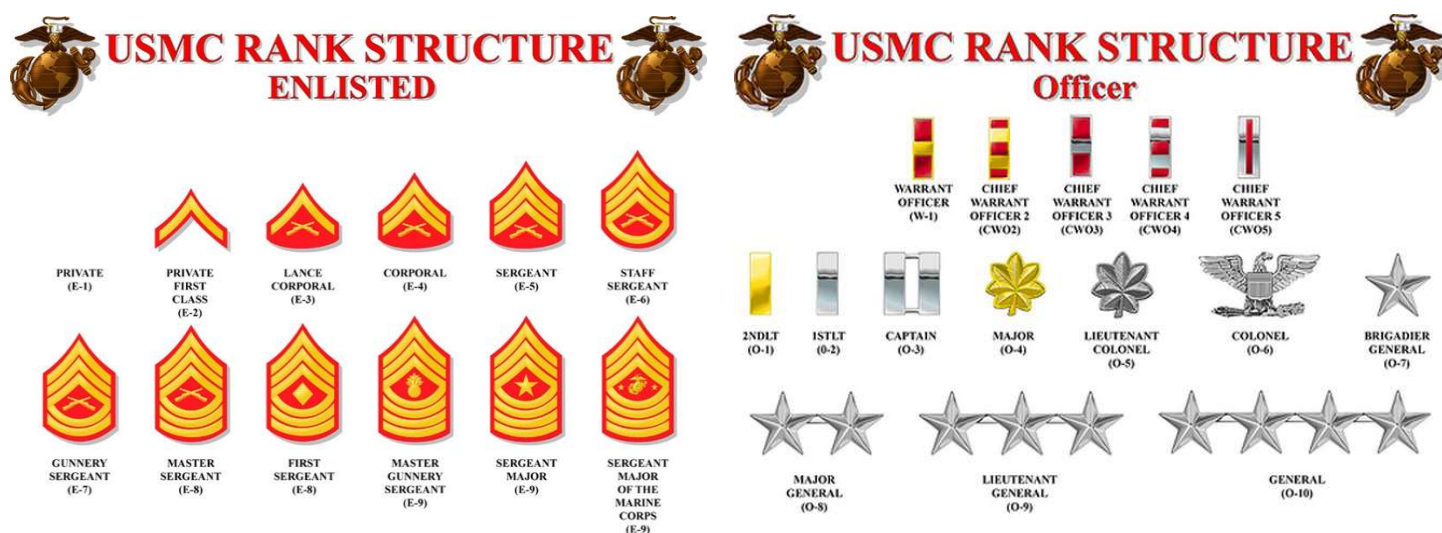 USMC RANK STRUCTURE
ENLISTED
PRIVATE
(E-1)
PRIVATE
FIRST
CLASS
(E-2)
LANCE
CORPORAL
(E-3)
CORPORAL
(E-4)
SERGEANT
(E-5)
STAFF
SERGEANT
(E-6)
GUNNERY
SERGEANT
(E-7)
MASTER
SERGEANT
(E-8)
FIRST
SERGEANT
(E-8)
MASTER
GUNNERY
SERGEANT
(E-9)
SERGEANT
MAJOR
(E-9)
SERGEANT
MAJOR
OF THE
MARINE
CORPS
(E-9)
USMC RANK STRUCTURE
Officer
WARRANT
OFFICER
(W-1)
CHIEF
WARRANT
OFFICER 2
(CWO2)
CHIEF
WARRANT
OFFICER 3
(CWO3)
CHIEF
WARRANT
OFFICER 4
(CWO4)
CHIEF
WARRANT
OFFICER 5
(CWO5)
2NDLT
(O-1)
ISTLT
(0-2)
CAPTAIN
(O-3)
MAJOR
(O-4)
LIEUTENANT
COLONEL
(O-5)
COLONEL
(O-6)
BRIGADIER
GENERAL
(O-7)
MAJOR
GENERAL
(O-8)
LIEUTENANT
GENERAL
(O-9)
GENERAL
(O-10)